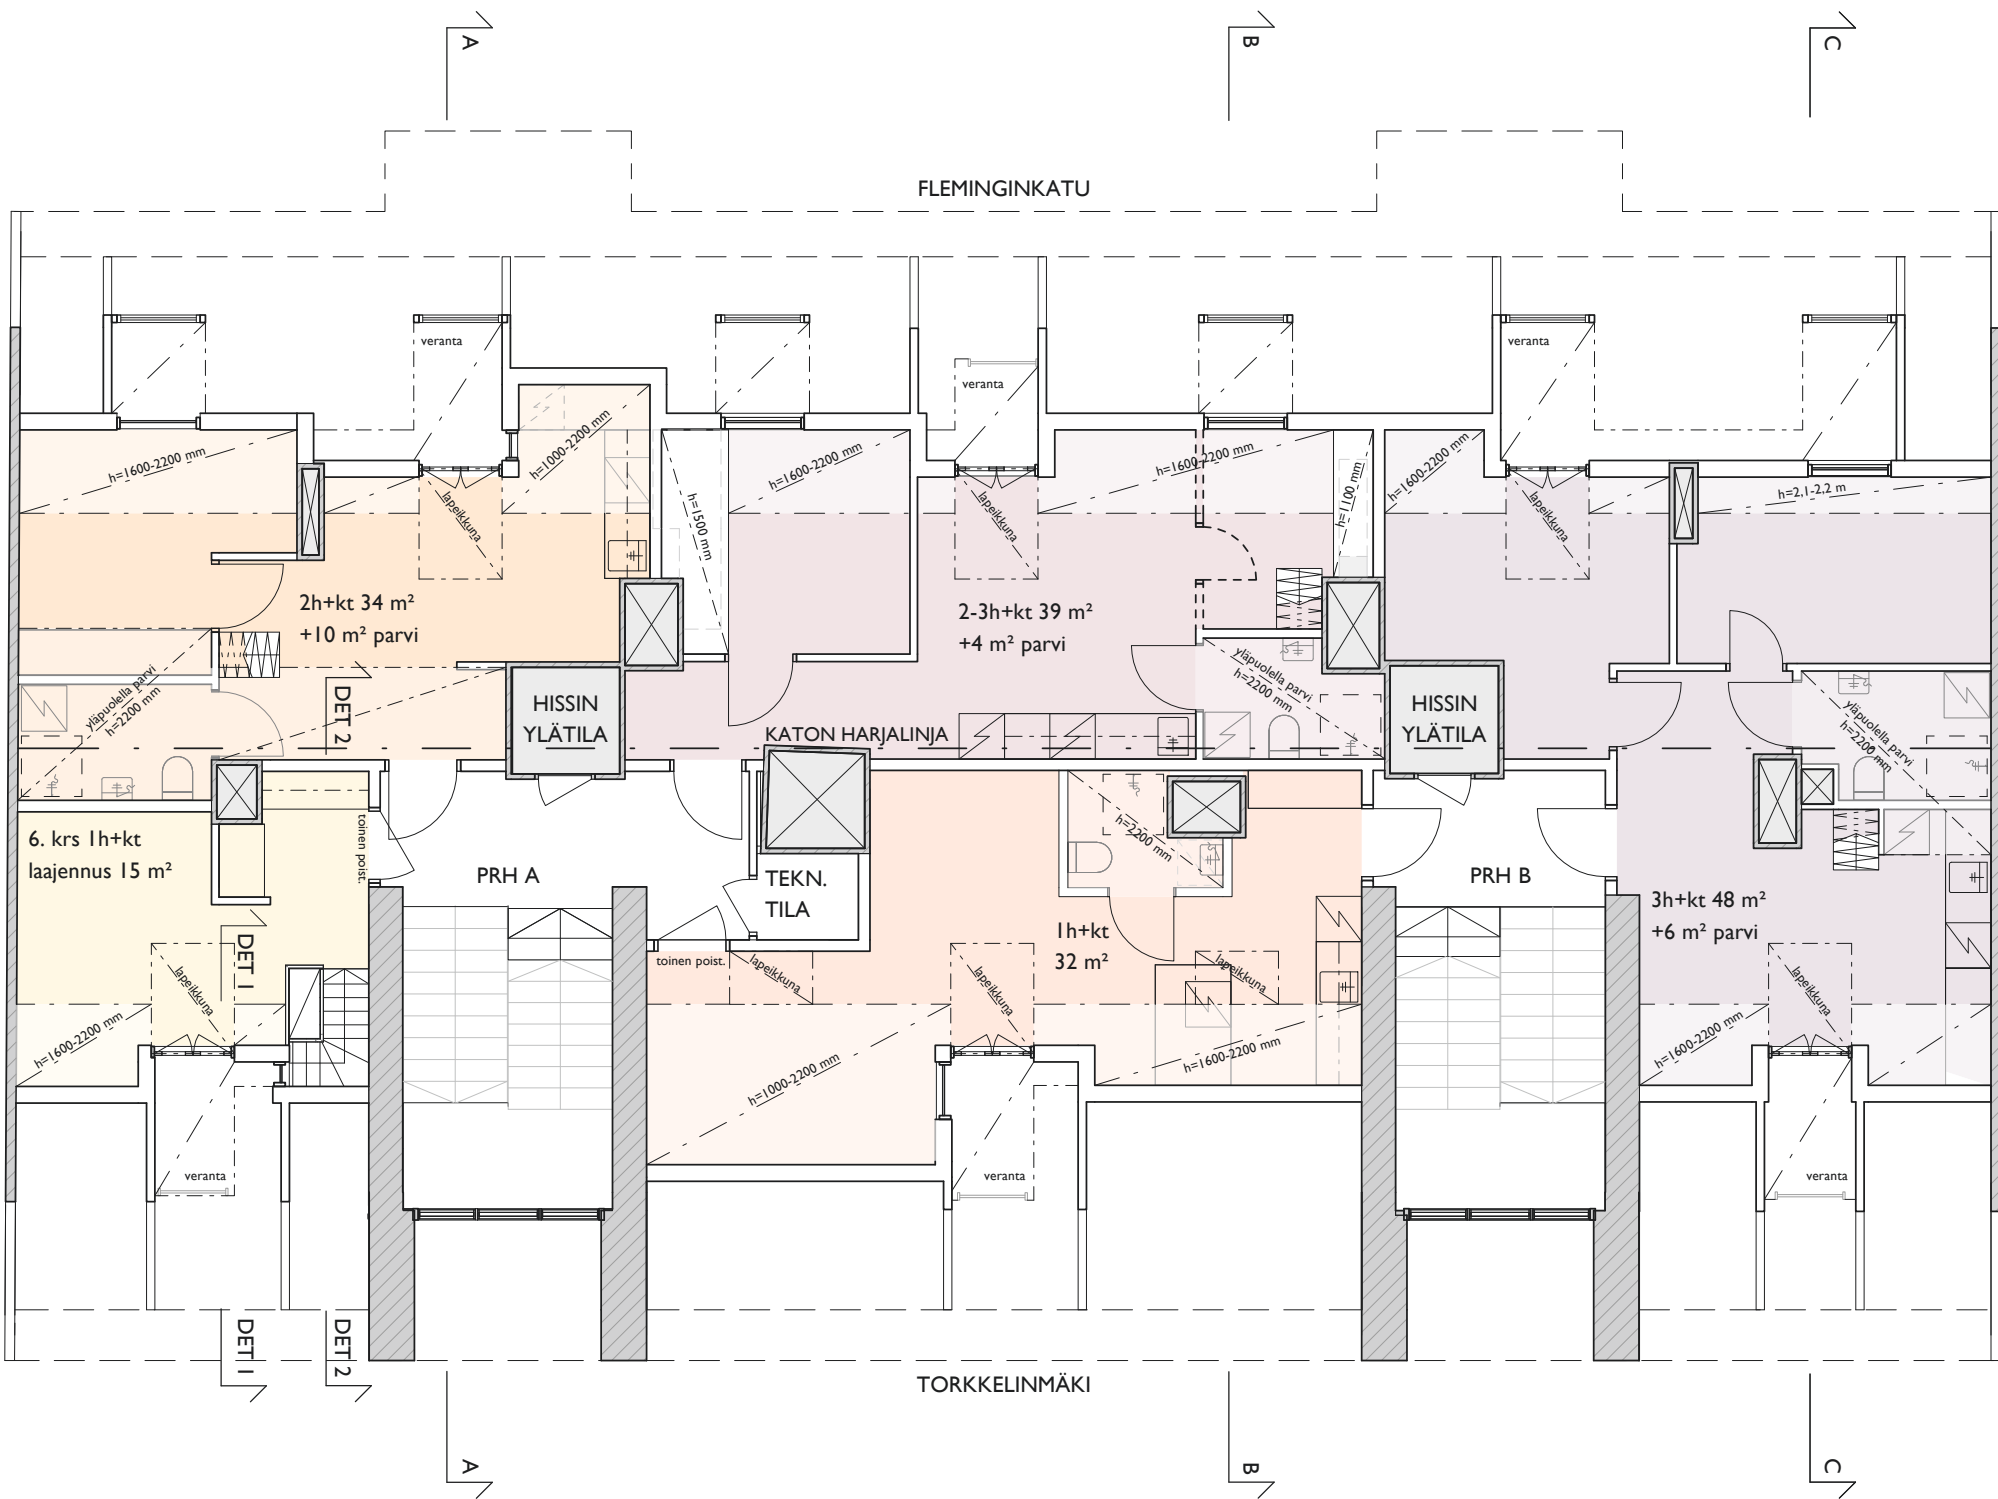 A
B
C
FLEMINGINKATU
veranta
veranta
veranta
h=1600-2200 mm
h=1000-2200 mm
h=1600-2200 mm
h=1600-2200 mm
h=1600-2200 mm
h=2,1-2,2 m
h=1500 mm
h=1100 mm
lapeikkuna
lapeikkuna
lapeikkuna
2h+kt 34 m²
+10 m² parvi
2-3h+kt 39 m²
+4 m² parvi
yläpuolella parvi
h=2200 mm
yläpuolella parvi
h=2200 mm
yläpuolella parvi
h=2200 mm
DET 2
HISSIN
YLÄTILA
HISSIN
YLÄTILA
KATON HARJALINJA
6. krs 1h+kt
laajennus 15 m²
toinen poist.
PRH A
TEKN.
TILA
h=2200 mm
PRH B
3h+kt 48 m²
+6 m² parvi
1h+kt
32 m²
DET 1
toinen poist.
lapeikkuna
lapeikkuna
lapeikkuna
lapeikkuna
lapeikkuna
h=1600-2200 mm
h=1000-2200 mm
h=1600-2200 mm
h=1600-2200 mm
veranta
veranta
veranta
DET 1
DET 2
TORKKELINMÄKI
A
B
C